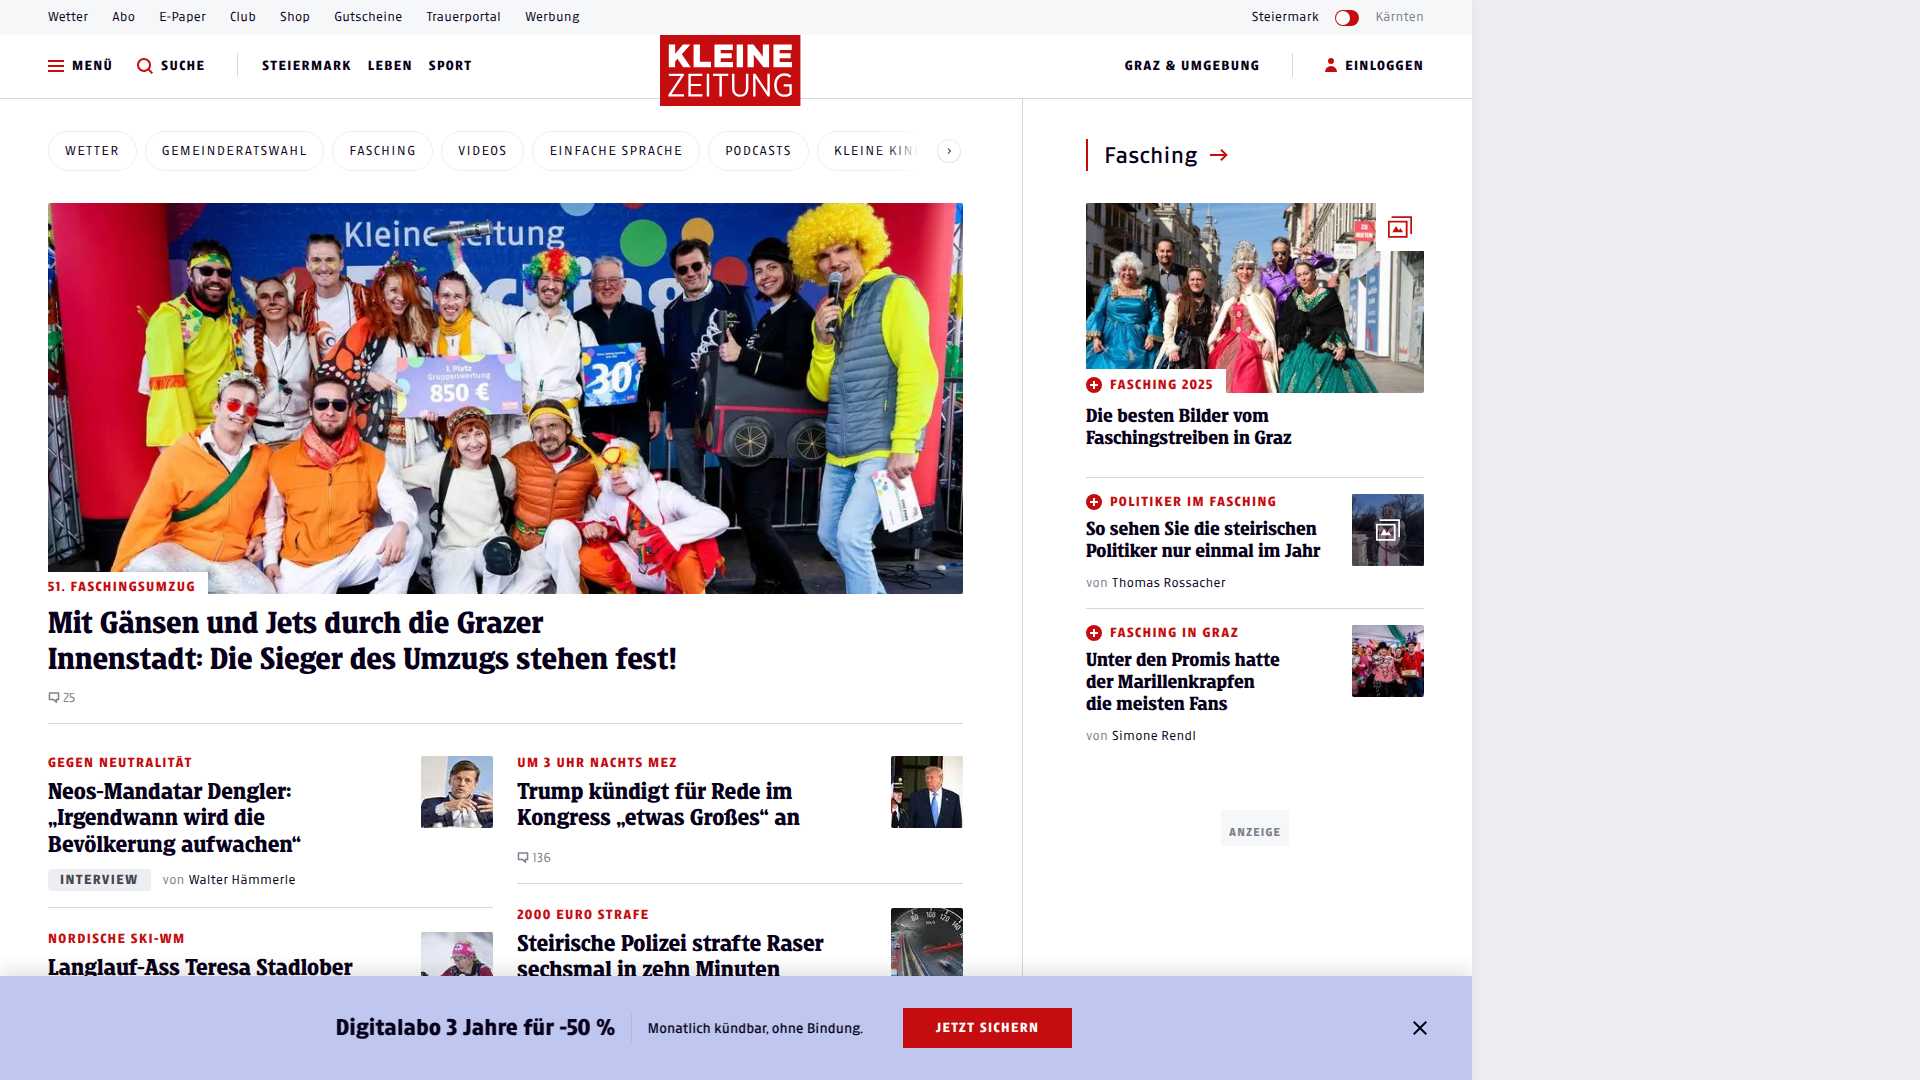 Wetter Abo E-Paper Club Shop Gutscheine Trauerportal Werbung
Steiermark Kärnten
MENÜ SUCHE STEIERMARK LEBEN SPORT
KLEINE
ZEITUNG
GRAZ & UMGEBUNG EINLOGGEN
WETTER GEMEINDERATSWAHL FASCHING VIDEOS EINFACHE SPRACHE PODCASTS KLEINE
Kleine Zeitung
1. Platz
Gruppenwertung
850 €
30
51. FASCHINGSUMZUG
Mit Gänsen und Jets durch die Grazer
Innenstadt: Die Sieger des Umzugs stehen fest!
25
GEGEN NEUTRALITÄT
Neos-Mandatar Dengler:
„Irgendwann wird die
Bevölkerung aufwachen“
INTERVIEW von Walter Hämmerle
NORDISCHE SKI-WM
Langlauf-Ass Teresa Stadlober
UM 3 UHR NACHTS MEZ
Trump kündigt für Rede im
Kongress „etwas Großes“ an
136
2000 EURO STRAFE
Steirische Polizei strafte Raser
sechsmal in zehn Minuten
Fasching
FASCHING 2025
Die besten Bilder vom
Faschingstreiben in Graz
POLITIKER IM FASCHING
So sehen Sie die steirischen
Politiker nur einmal im Jahr
von Thomas Rossacher
FASCHING IN GRAZ
Unter den Promis hatte
der Marillenkrapfen
die meisten Fans
von Simone Rendl
ANZEIGE
Digitalabo 3 Jahre für -50 %
Monatlich kündbar, ohne Bindung.
JETZT SICHERN